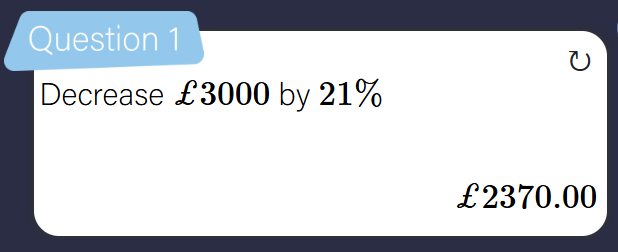 Question 1
Decrease £3000 by 21%
£2370.00